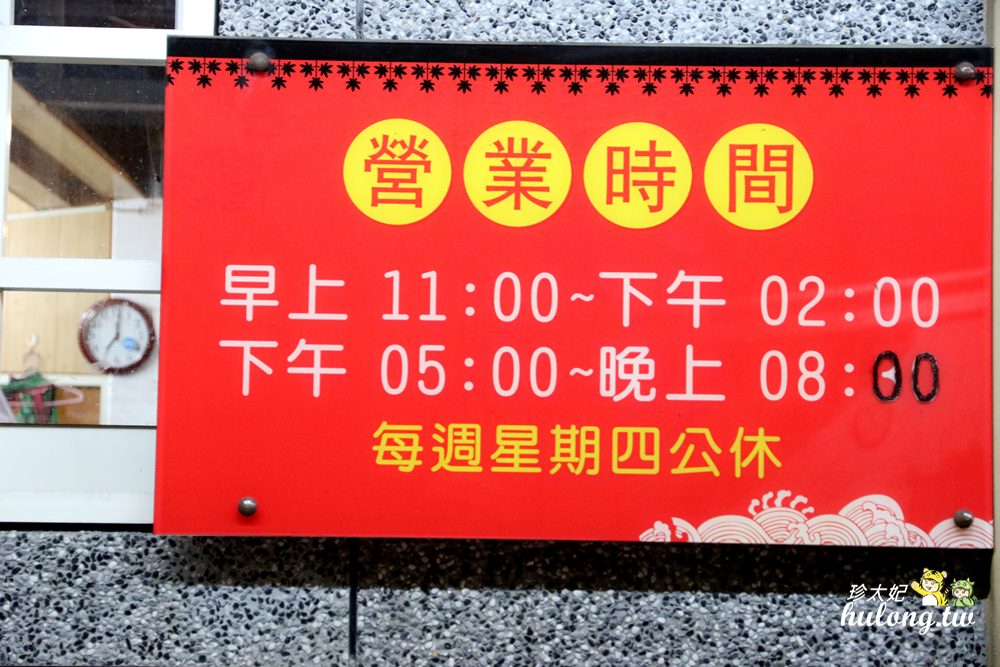 營業時間
早上 11:00~下午 02:00
下午 05:00~晚上 08:00
每週星期四公休
珍大妃
hulong.tw